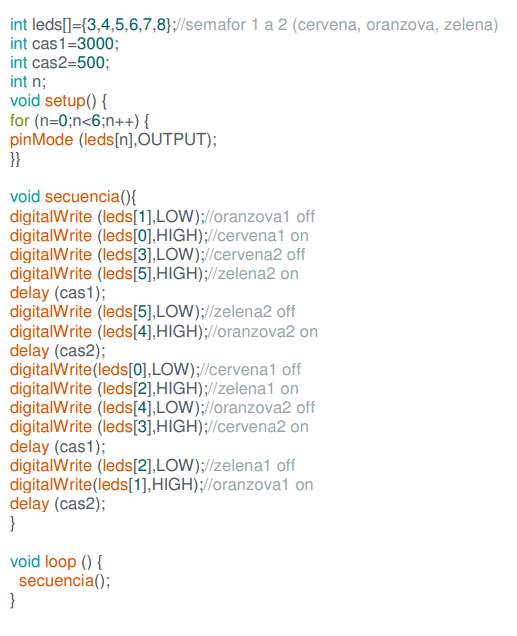 int leds[]={3,4,5,6,7,8};//semafor 1 a 2 (cervena, oranzova, zelena)
int cas1=3000;
int cas2=500;
int n;
void setup() {
for (n=0;n<6;n++) {
pinMode (leds[n],OUTPUT);
}}

void secuencia(){
digitalWrite (leds[1],LOW);//oranzova1 off
digitalWrite (leds[0],HIGH);//cervena1 on
digitalWrite (leds[3],LOW);//cervena2 off
digitalWrite (leds[5],HIGH);//zelena2 on
delay (cas1);
digitalWrite (leds[5],LOW);//zelena2 off
digitalWrite (leds[4],HIGH);//oranzova2 on
delay (cas2);
digitalWrite(leds[0],LOW);//cervena1 off
digitalWrite (leds[2],HIGH);//zelena1 on
digitalWrite (leds[4],LOW);//oranzova2 off
digitalWrite (leds[3],HIGH);//cervena2 on
delay (cas1);
digitalWrite (leds[2],LOW);//zelena1 off
digitalWrite(leds[1],HIGH);//oranzova1 on
delay (cas2);
}

void loop () {
  secuencia();
}